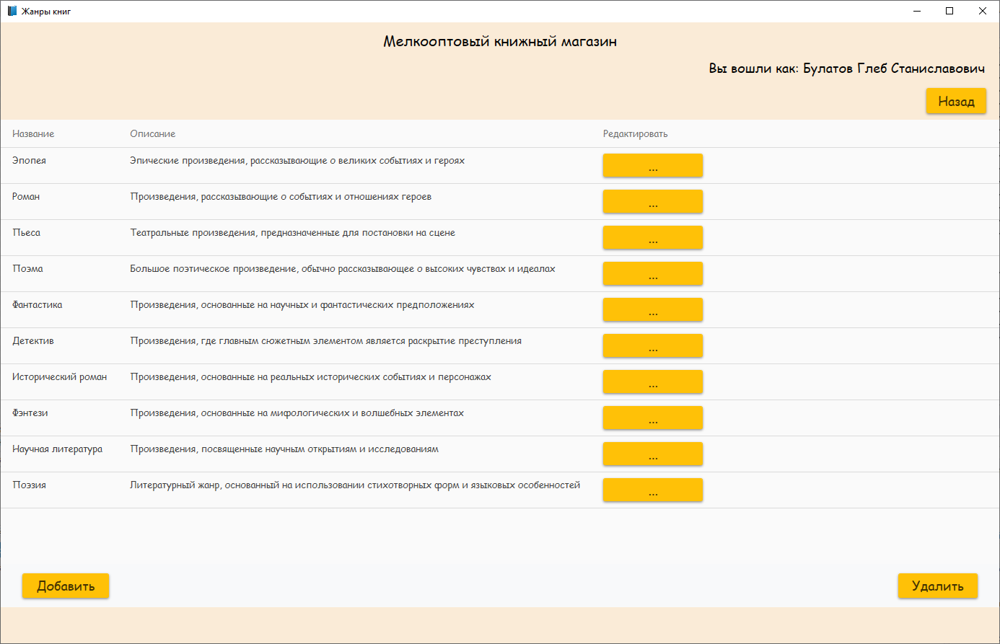 Жанры книг
Мелкооптовый книжный магазин
Вы вошли как: Булатов Глеб Станиславович
Назад
Название Описание Редактировать
Эпопея Эпические произведения, рассказывающие о великих событиях и героях ...
Роман Произведения, рассказывающие о событиях и отношениях героев ...
Пьеса Театральные произведения, предназначенные для постановки на сцене ...
Поэма Большое поэтическое произведение, обычно рассказывающее о высоких чувствах и идеалах ...
Фантастика Произведения, основанные на научных и фантастических предположениях ...
Детектив Произведения, где главным сюжетным элементом является раскрытие преступления ...
Исторический роман Произведения, основанные на реальных исторических событиях и персонажах ...
Фэнтези Произведения, основанные на мифологических и волшебных элементах ...
Научная литература Произведения, посвященные научным открытиям и исследованиям ...
Поэзия Литературный жанр, основанный на использовании стихотворных форм и языковых особенностей ...
Добавить Удалить